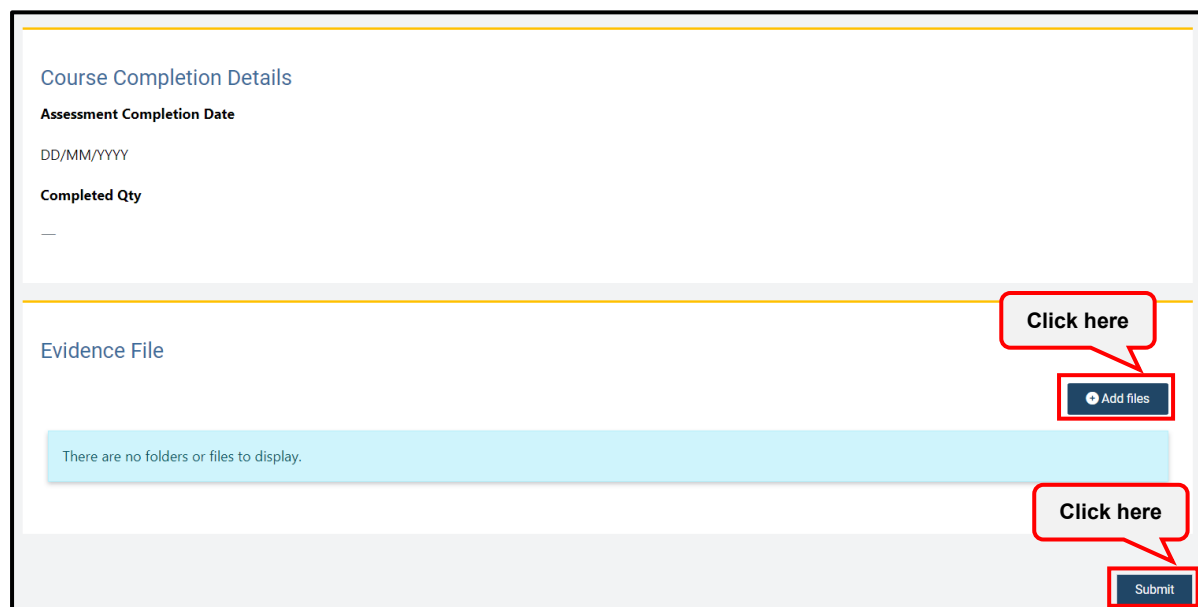 Course Completion Details
Assessment Completion Date
DD/MM/YYYY
Completed Qty
—
Click here
Evidence File
Add files
There are no folders or files to display.
Click here
Submit